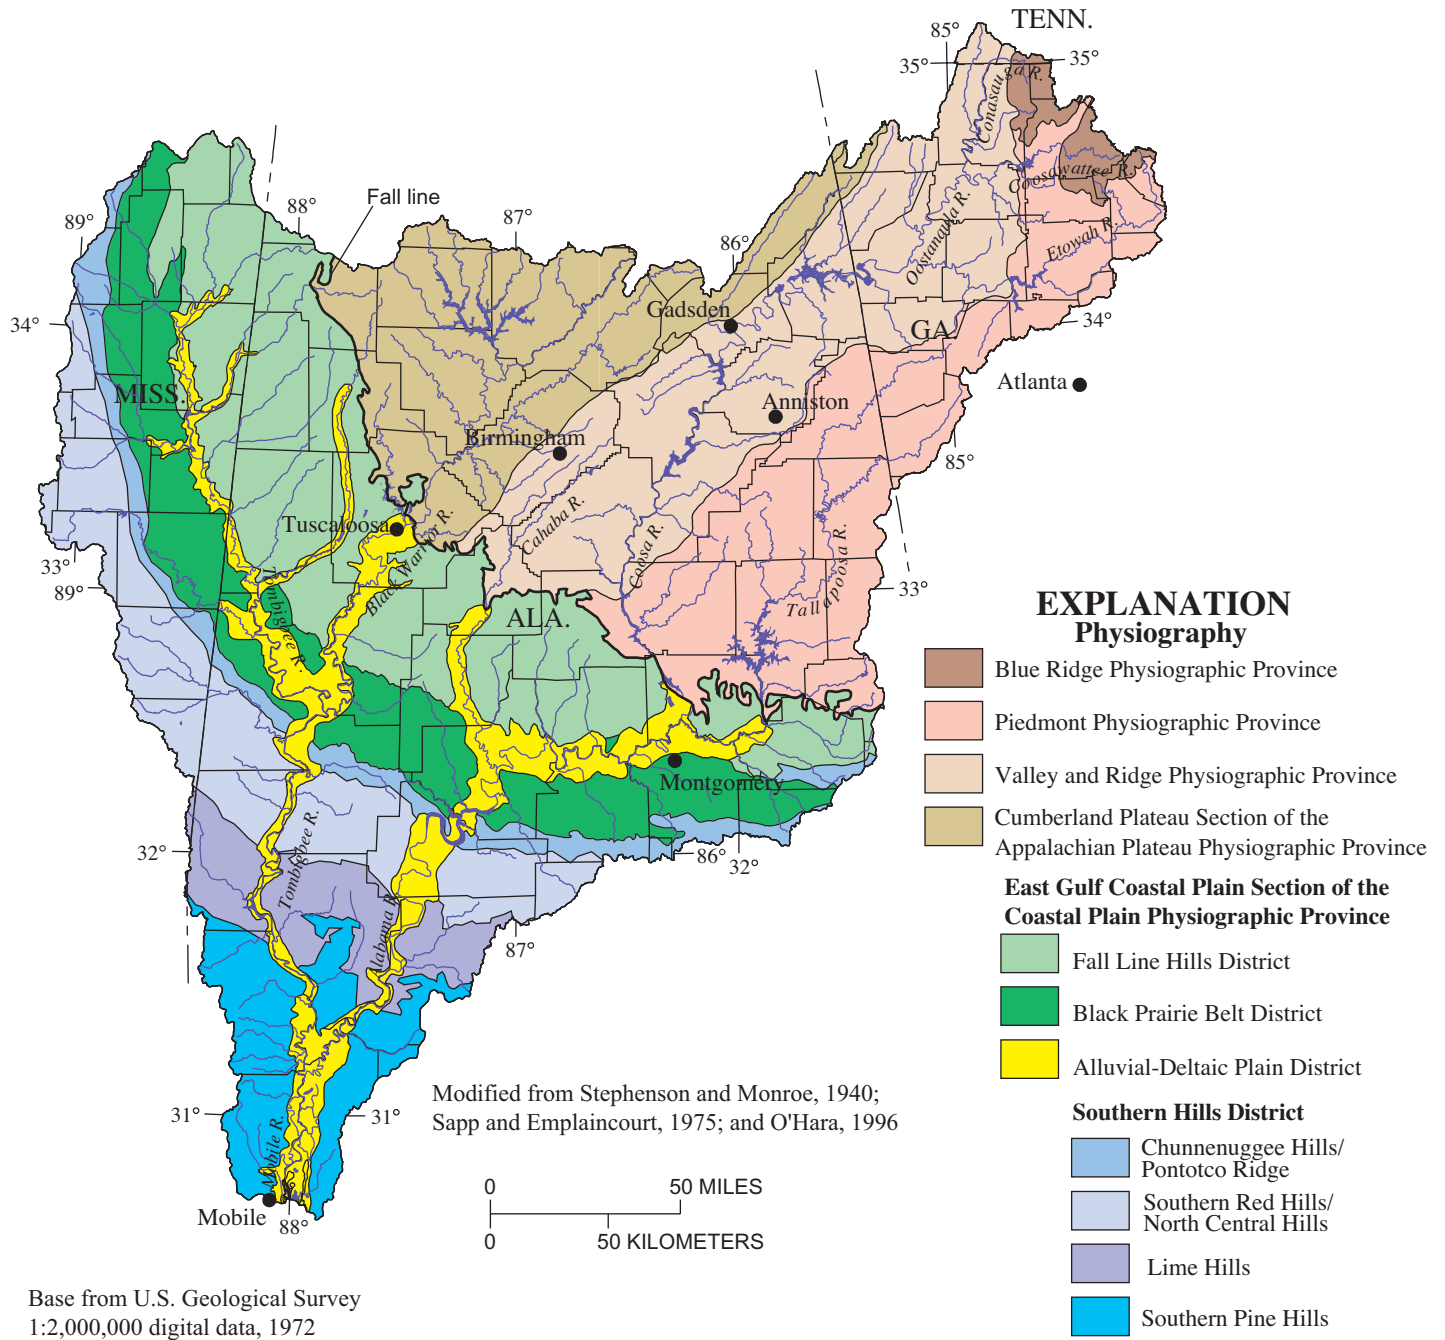 TENN.
85°
35°
35°
Conasauga R.
Coosawattee R.
Oostanaula R.
Etowah R.
Fall line
88°
89°
87°
86°
34°
Gadsden
GA.
34°
MISS.
Atlanta
Anniston
Birmingham
85°
Tuscaloosa
Black Warrior R.
Cahaba R.
Coosa R.
Tallapoosa R.
33°
89°
33°
Tombigbee R.
ALA.
Montgomery
32°
86°
32°
Tombigbee R.
Alabama R.
87°
31°
31°
Mobile R.
Mobile
88°
EXPLANATION
Physiography
Blue Ridge Physiographic Province
Piedmont Physiographic Province
Valley and Ridge Physiographic Province
Cumberland Plateau Section of the
Appalachian Plateau Physiographic Province
East Gulf Coastal Plain Section of the
Coastal Plain Physiographic Province
Fall Line Hills District
Black Prairie Belt District
Alluvial-Deltaic Plain District
Southern Hills District
Chunnenuggee Hills/
Pontotco Ridge
Southern Red Hills/
North Central Hills
Lime Hills
Southern Pine Hills
Modified from Stephenson and Monroe, 1940;
Sapp and Emplaincourt, 1975; and O'Hara, 1996
0 50 MILES
0 50 KILOMETERS
Base from U.S. Geological Survey
1:2,000,000 digital data, 1972